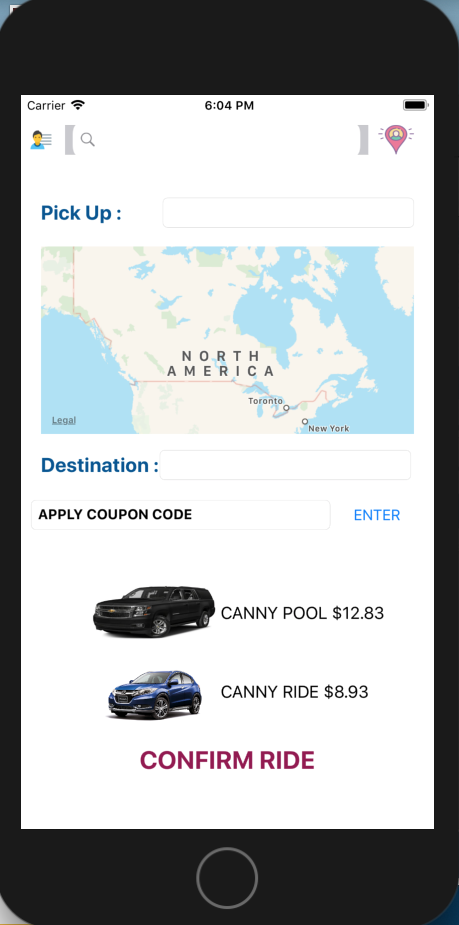 Carrier 6:04 PM
Pick Up :
NORTH
AMERICA
Toronto
New York
Legal
Destination :
APPLY COUPON CODE ENTER
CANNY POOL $12.83
CANNY RIDE $8.93
CONFIRM RIDE